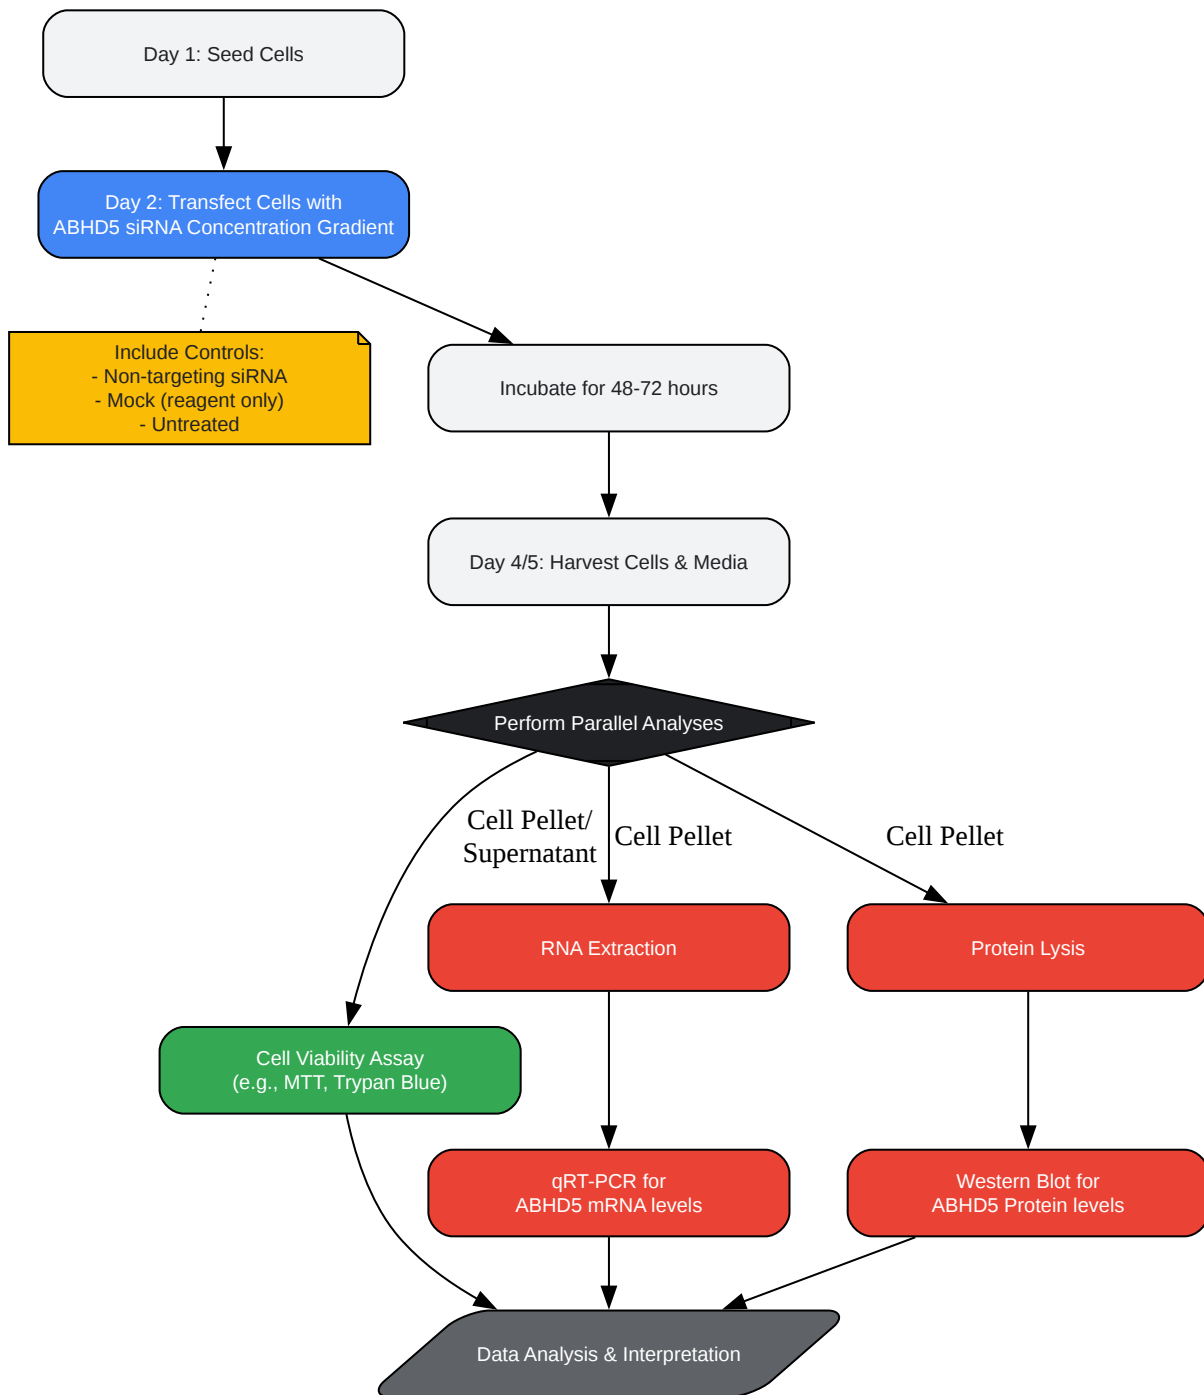 Day 1: Seed Cells
Day 2: Transfect Cells with
ABHD5 siRNA Concentration Gradient
Include Controls:
- Non-targeting siRNA
- Mock (reagent only)
- Untreated
Incubate for 48-72 hours
Day 4/5: Harvest Cells & Media
Perform Parallel Analyses
Cell Pellet/
Supernatant
Cell Pellet
Cell Pellet
RNA Extraction
Protein Lysis
Cell Viability Assay
(e.g., MTT, Trypan Blue)
qRT-PCR for
ABHD5 mRNA levels
Western Blot for
ABHD5 Protein levels
Data Analysis & Interpretation